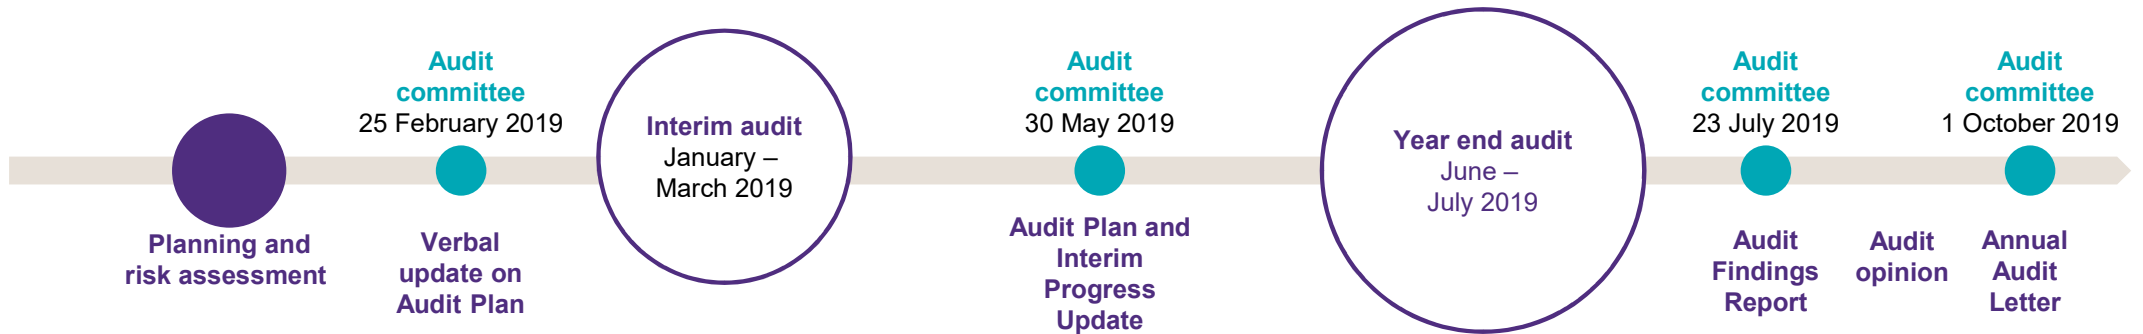 Planning and
risk assessment
Audit
committee
25 February 2019
Verbal
update on
Audit Plan
Interim audit
January –
March 2019
Audit
committee
30 May 2019
Audit Plan and
Interim
Progress
Update
Year end audit
June –
July 2019
Audit
committee
23 July 2019
Audit
Findings
Report
Audit
opinion
Audit
committee
1 October 2019
Annual
Audit
Letter